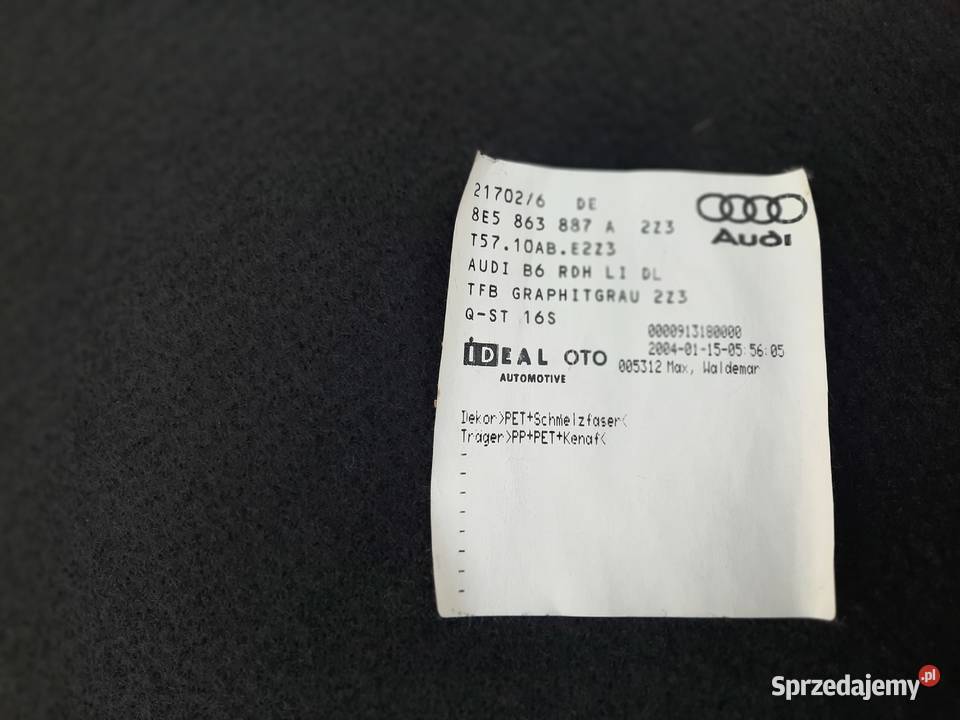 21702/6 DE
8E5 863 887 A 2Z3
T57.10AB.E2Z3
AUDI B6 RDH LI DL
TFB GRAPHITGRAU 2Z3
Q-ST 16S
Audi
0000913180000
2004-01-15-05:56:05
005312 Max, Waldemar
iDEAL OTO
AUTOMOTIVE
Dekor>PET+Schmelzfaser<
Träger>PP+PET+Kenaf<
-
-
-
-
-
-
-
-
Sprzedajemy.pl